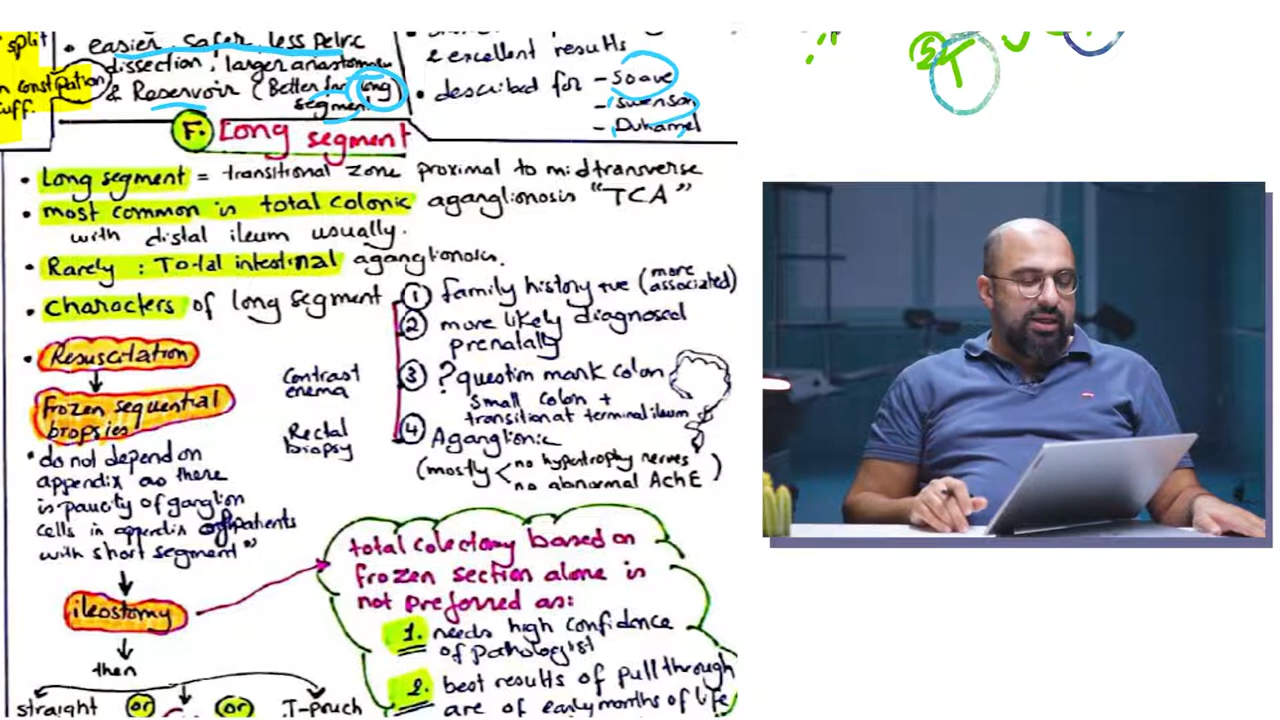 split
constipation
cuff.
• easier, safer, less pelvic
dissection, larger anastomosis
& Reservoir (Better for long
segment
& excellent results
• described for - Soave
- Swenson
- Duhamel
T
F. Long segment
• Long segment = transitional zone proximal to midtransverse
• most common is total colonic aganglionosis "TCA"
with distal ileum usually.
• Rarely : Total intestinal aganglionosis.
• characters of long segment
① family history +ve (more associated)
② more likely diagnosed
prenatally
Contrast enema
③ ? question mark colon
small colon +
transition at terminal ileum
Rectal biopsy
④ Aganglionic
(mostly < no hypertrophy nerves
no abnormal AchE )
• Resuscitation
Frozen sequential
biopsies
• do not depend on
appendix as there
is paucity of ganglion
cells in appendix of patients
with short segment"
ileostomy
then
straight or or J-pouch
total colectomy based on
frozen section alone is
not preferred as:
1. needs high confidence
of pathologist
2. best results of pull through
are of early months of life